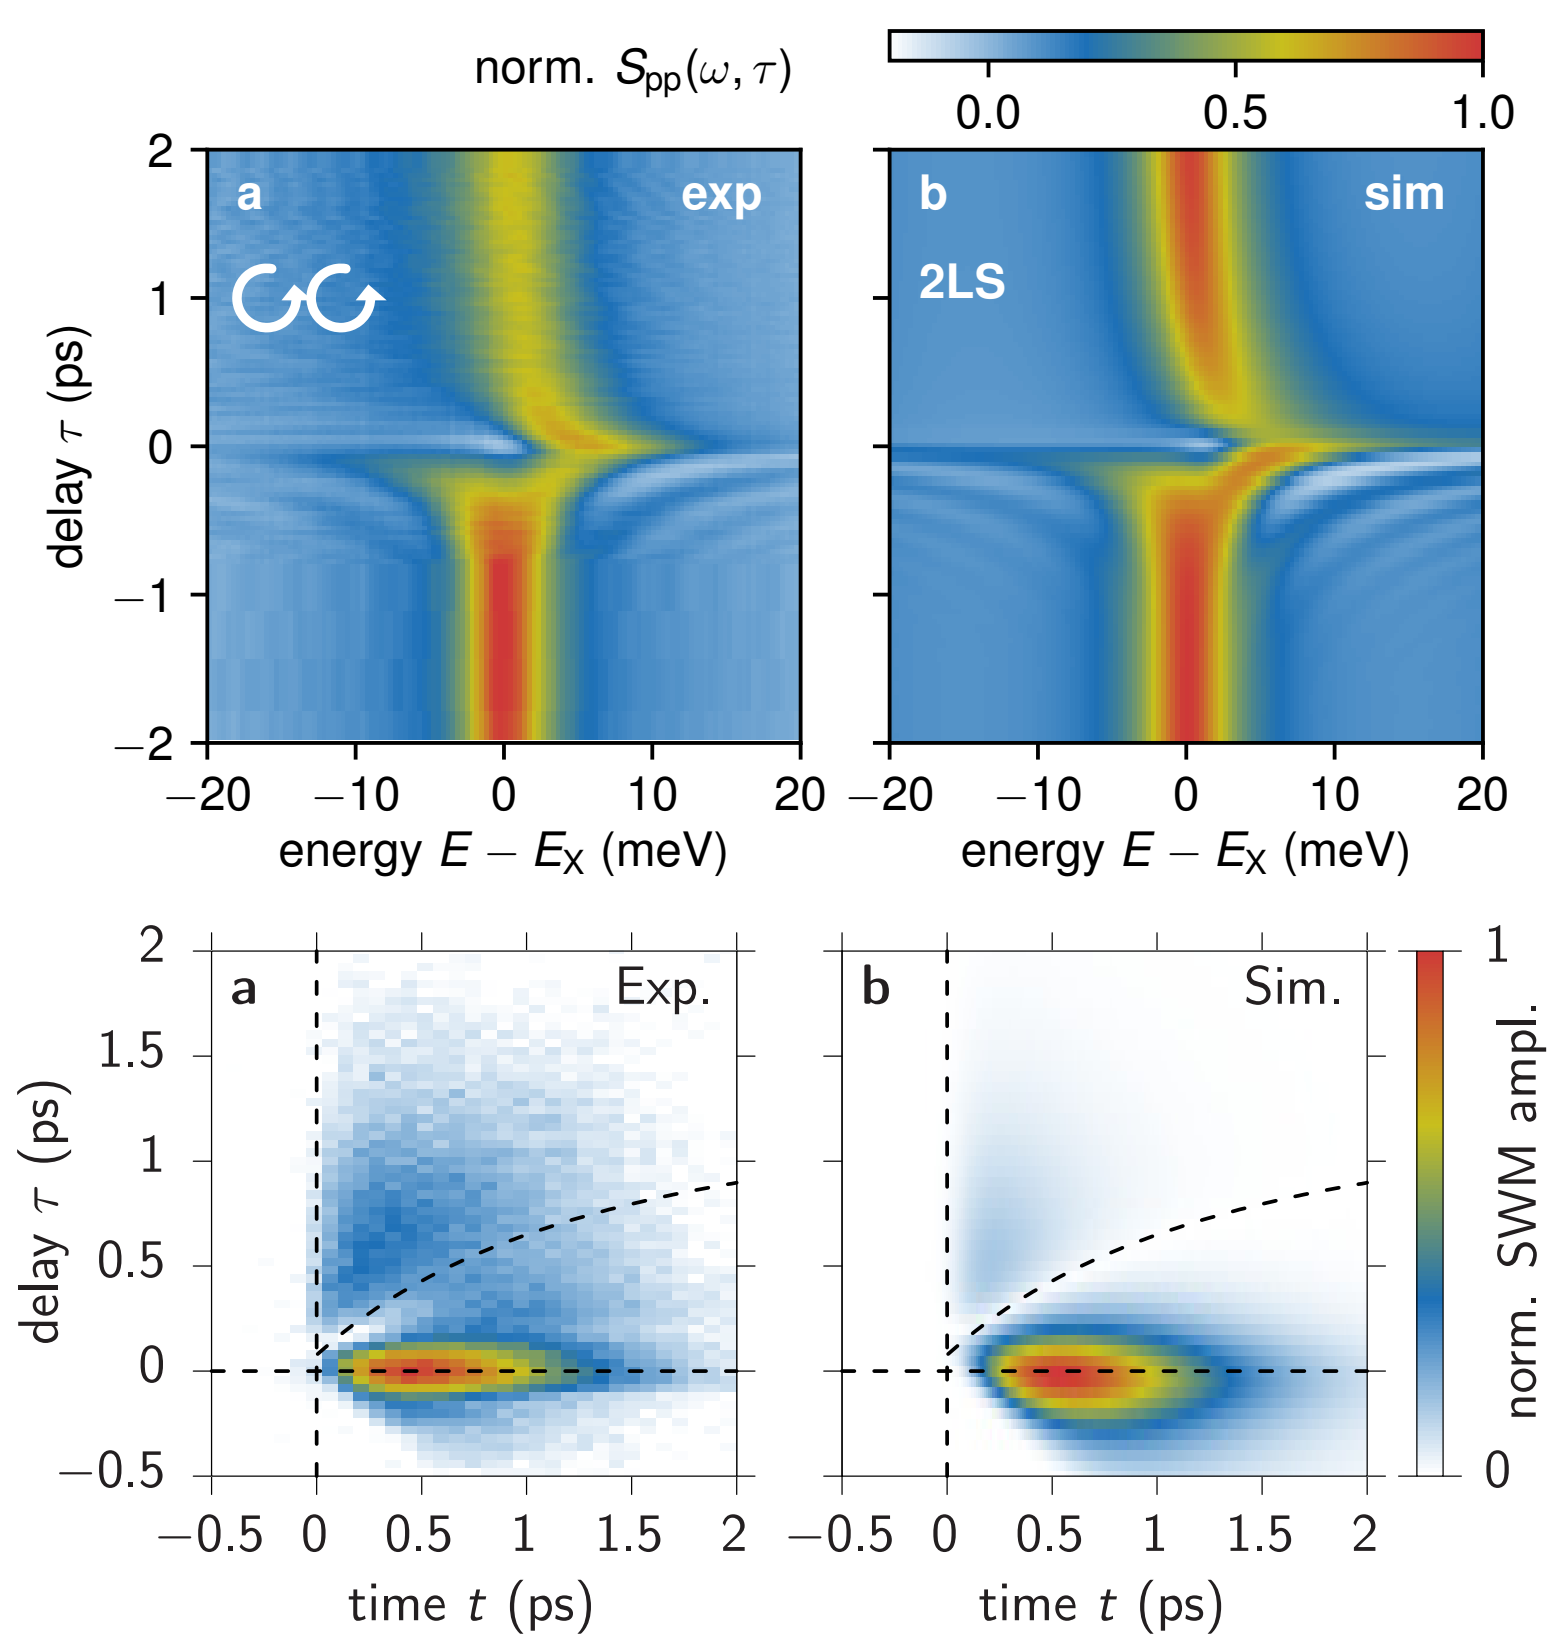 norm. S_pp(ω, τ)
0.0 0.5 1.0
a exp
b sim
2LS
2
1
0
−1
−2
delay τ (ps)
−20 −10 0 10 20
−20 −10 0 10 20
energy E − E_X (meV)
energy E − E_X (meV)
a Exp.
b Sim.
2
1.5
1
0.5
0
−0.5
delay τ (ps)
1
0
norm. SWM ampl.
−0.5 0 0.5 1 1.5 2
−0.5 0 0.5 1 1.5 2
time t (ps)
time t (ps)